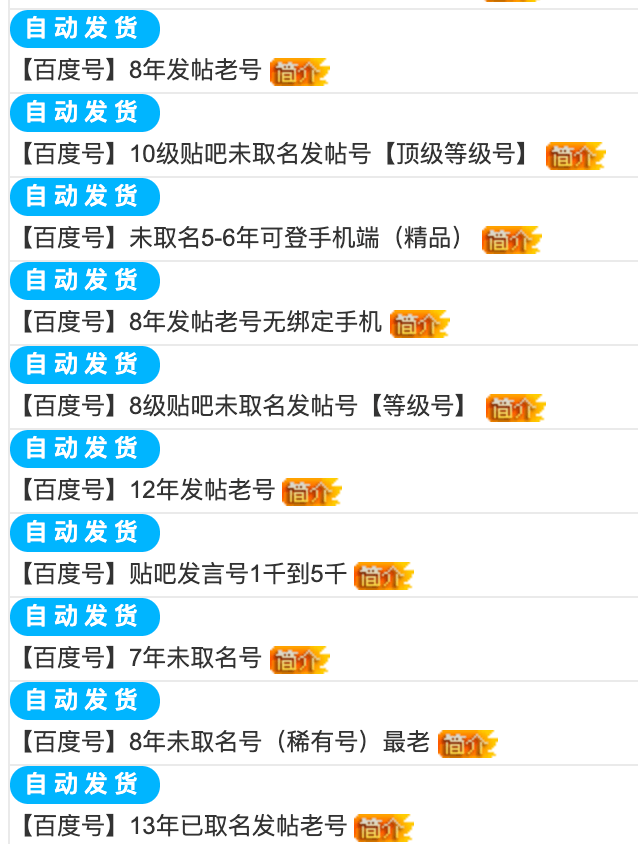 自动发货
【百度号】8年发帖老号 简介
自动发货
【百度号】10级贴吧未取名发帖号【顶级等级号】 简介
自动发货
【百度号】未取名5-6年可登手机端（精品） 简介
自动发货
【百度号】8年发帖老号无绑定手机 简介
自动发货
【百度号】8级贴吧未取名发帖号【等级号】 简介
自动发货
【百度号】12年发帖老号 简介
自动发货
【百度号】贴吧发言号1千到5千 简介
自动发货
【百度号】7年未取名号 简介
自动发货
【百度号】8年未取名号（稀有号）最老 简介
自动发货
【百度号】13年已取名发帖老号 简介